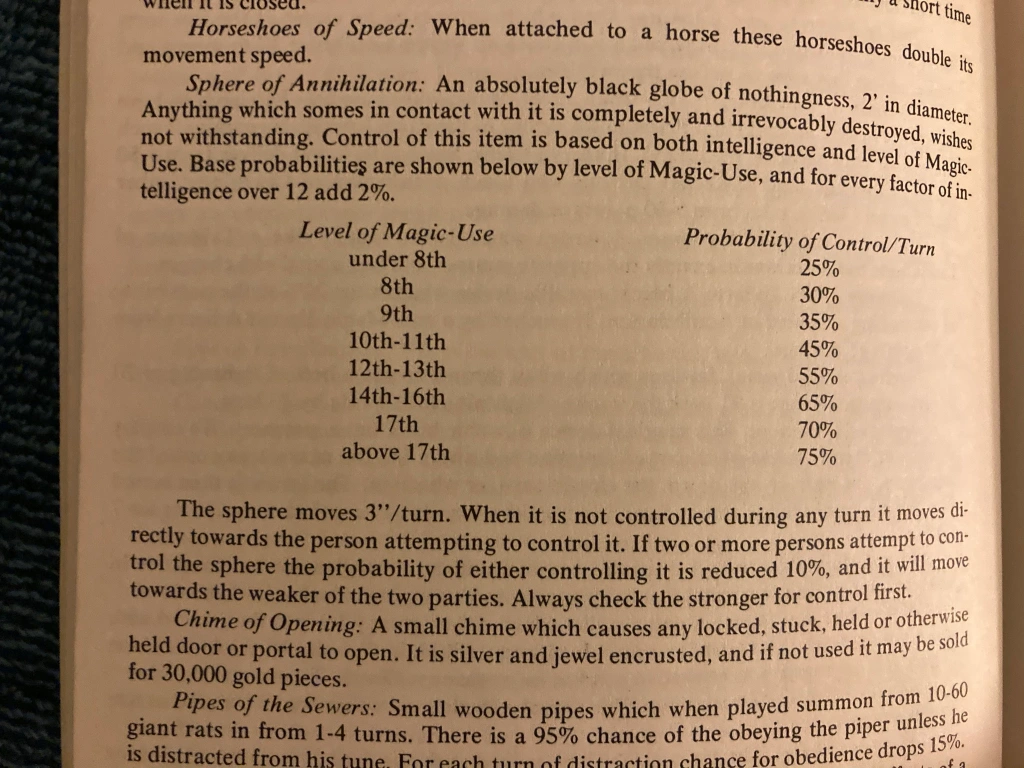 when it is closed.
a short time
Horseshoes of Speed: When attached to a horse these horseshoes double its
movement speed.
Sphere of Annihilation: An absolutely black globe of nothingness, 2' in diameter.
Anything which somes in contact with it is completely and irrevocably destroyed, wishes
not withstanding. Control of this item is based on both intelligence and level of Magic-
Use. Base probabilities are shown below by level of Magic-Use, and for every factor of in-
telligence over 12 add 2%.
Level of Magic-Use Probability of Control/Turn
under 8th 25%
8th 30%
9th 35%
10th-11th 45%
12th-13th 55%
14th-16th 65%
17th 70%
above 17th 75%
The sphere moves 3''/turn. When it is not controlled during any turn it moves di-
rectly towards the person attempting to control it. If two or more persons attempt to con-
trol the sphere the probability of either controlling it is reduced 10%, and it will move
towards the weaker of the two parties. Always check the stronger for control first.
Chime of Opening: A small chime which causes any locked, stuck, held or otherwise
held door or portal to open. It is silver and jewel encrusted, and if not used it may be sold
for 30,000 gold pieces.
Pipes of the Sewers: Small wooden pipes which when played summon from 10-60
giant rats in from 1-4 turns. There is a 95% chance of the obeying the piper unless he
is distracted from his tune. For each turn of distraction chance for obedience drops 15%.
of a